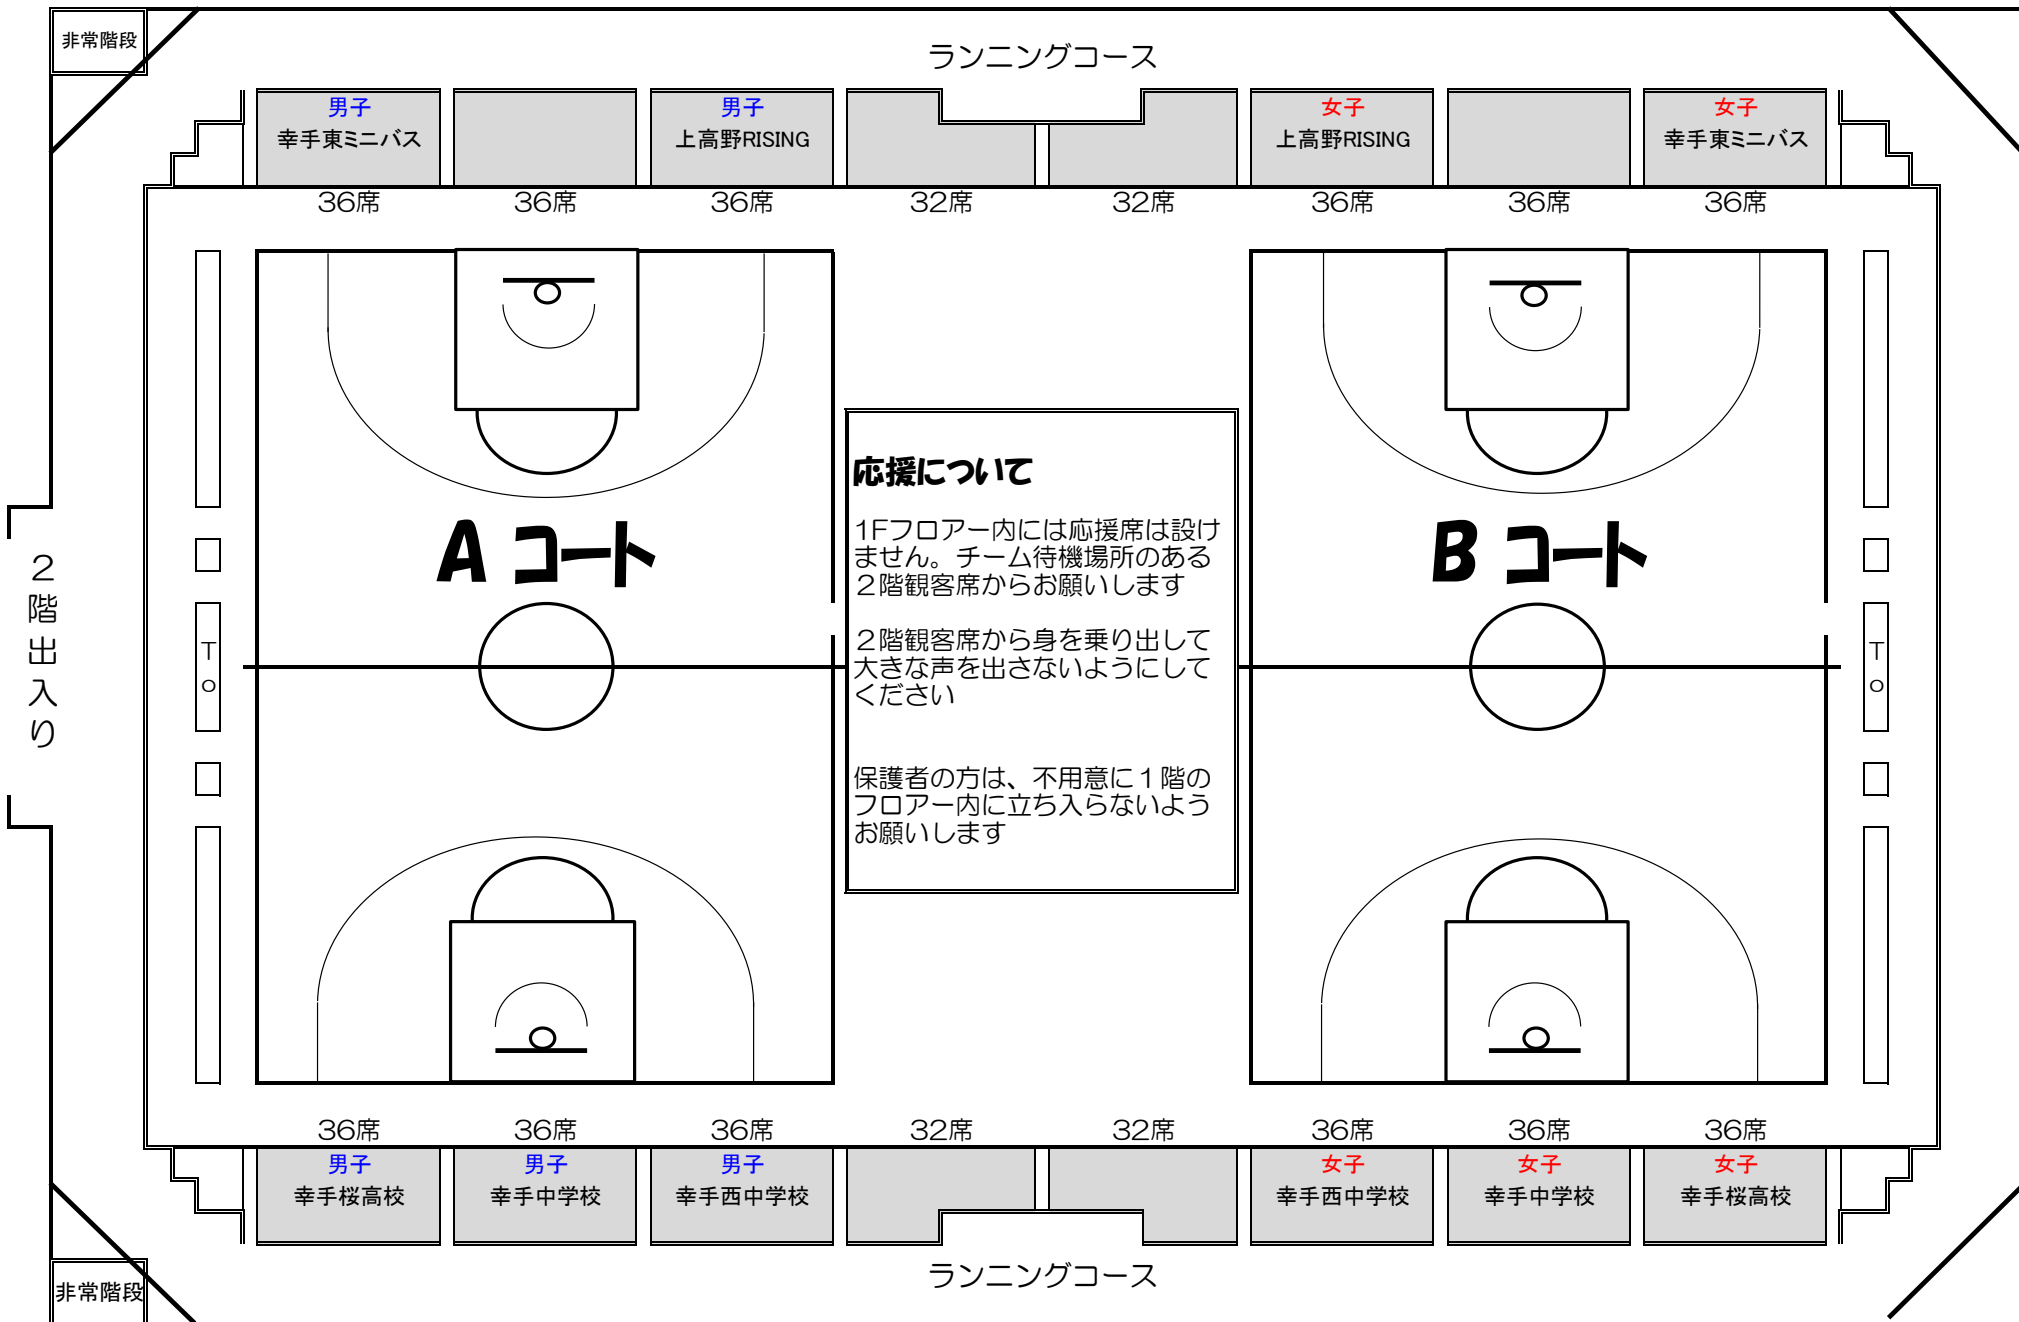 非常階段
ランニングコース
男子
幸手東ミニバス
男子
上高野RISING
女子
上高野RISING
女子
幸手東ミニバス
36席
36席
36席
32席
32席
36席
36席
36席
Aコート
Bコート
応援について
1Fフロアー内には応援席は設け
ません。チーム待機場所のある
２階観客席からお願いします
２階観客席から身を乗り出して
大きな声を出さないようにして
ください
保護者の方は、不用意に１階の
フロアー内に立ち入らないよう
お願いします
２階出入り
TO
TO
36席
36席
36席
32席
32席
36席
36席
36席
男子
幸手桜高校
男子
幸手中学校
男子
幸手西中学校
女子
幸手西中学校
女子
幸手中学校
女子
幸手桜高校
ランニングコース
非常階段